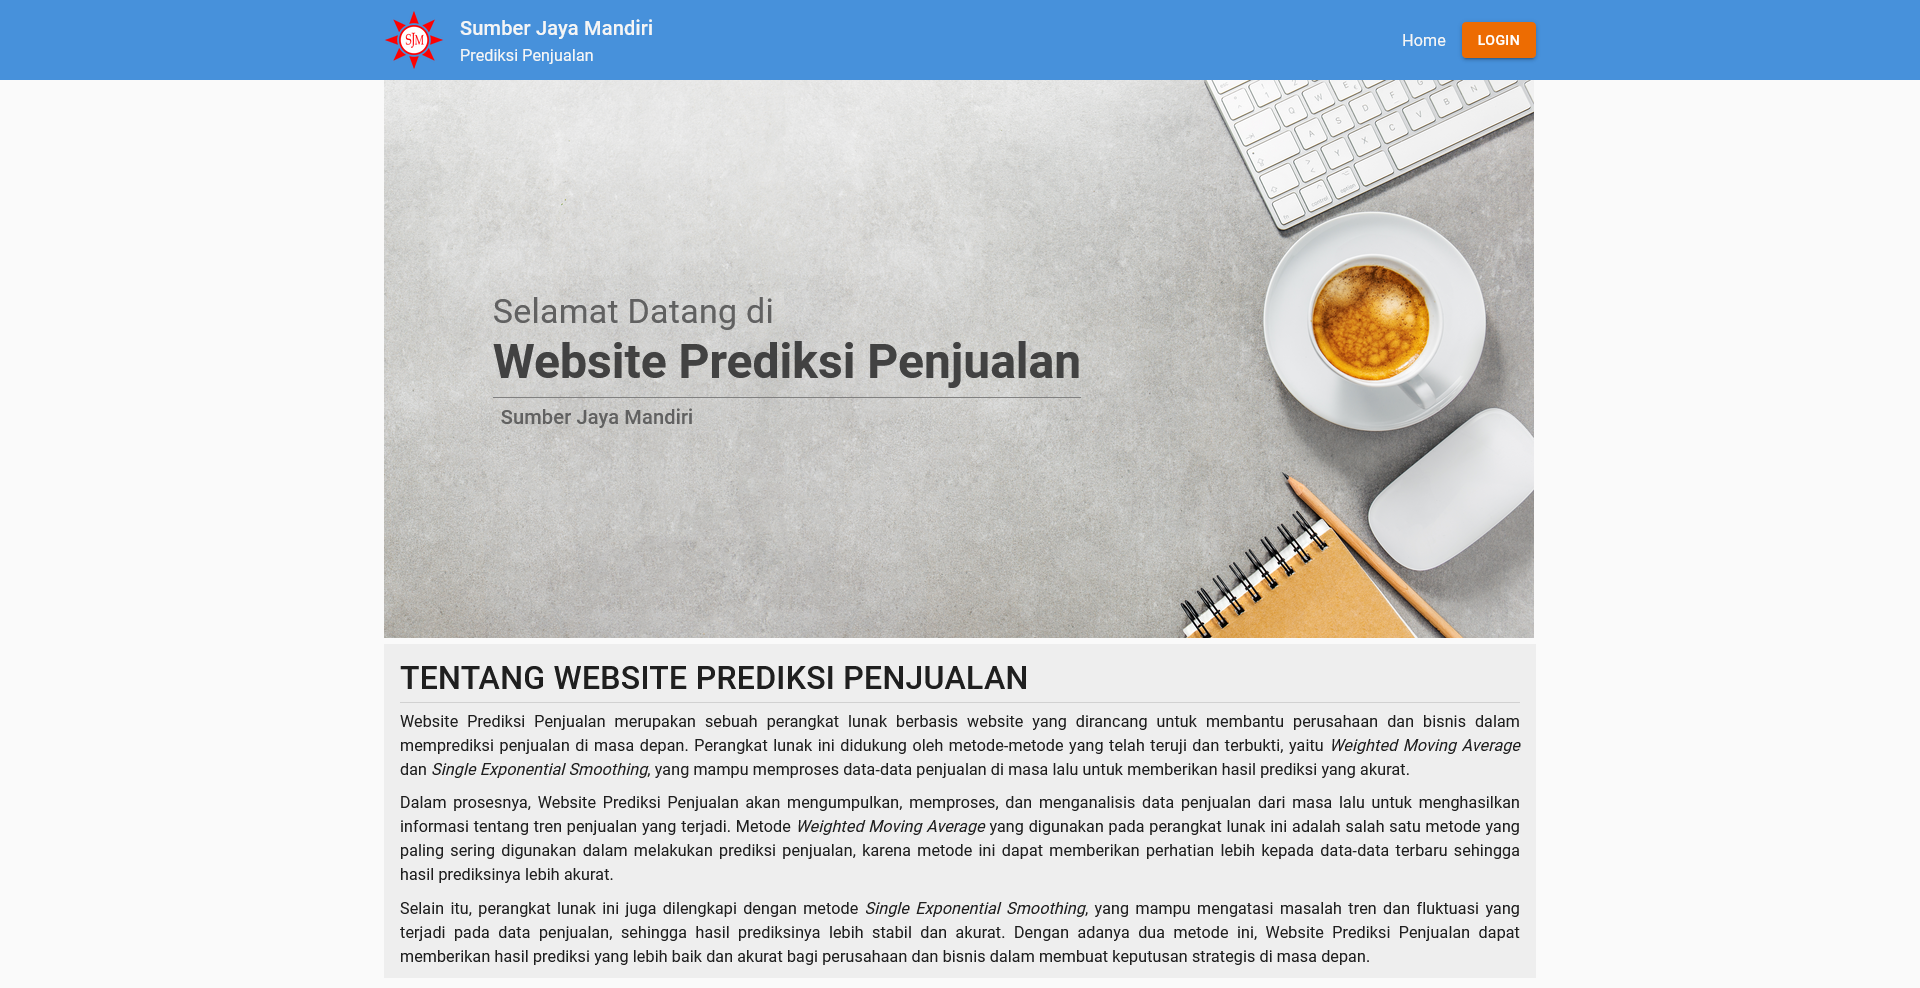 SJM
Sumber Jaya Mandiri
Prediksi Penjualan
Home
LOGIN
Selamat Datang di
Website Prediksi Penjualan
Sumber Jaya Mandiri
TENTANG WEBSITE PREDIKSI PENJUALAN
Website Prediksi Penjualan merupakan sebuah perangkat lunak berbasis website yang dirancang untuk membantu perusahaan dan bisnis dalam
memprediksi penjualan di masa depan. Perangkat lunak ini didukung oleh metode-metode yang telah teruji dan terbukti, yaitu Weighted Moving Average
dan Single Exponential Smoothing, yang mampu memproses data-data penjualan di masa lalu untuk memberikan hasil prediksi yang akurat.
Dalam prosesnya, Website Prediksi Penjualan akan mengumpulkan, memproses, dan menganalisis data penjualan dari masa lalu untuk menghasilkan
informasi tentang tren penjualan yang terjadi. Metode Weighted Moving Average yang digunakan pada perangkat lunak ini adalah salah satu metode yang
paling sering digunakan dalam melakukan prediksi penjualan, karena metode ini dapat memberikan perhatian lebih kepada data-data terbaru sehingga
hasil prediksinya lebih akurat.
Selain itu, perangkat lunak ini juga dilengkapi dengan metode Single Exponential Smoothing, yang mampu mengatasi masalah tren dan fluktuasi yang
terjadi pada data penjualan, sehingga hasil prediksinya lebih stabil dan akurat. Dengan adanya dua metode ini, Website Prediksi Penjualan dapat
memberikan hasil prediksi yang lebih baik dan akurat bagi perusahaan dan bisnis dalam membuat keputusan strategis di masa depan.